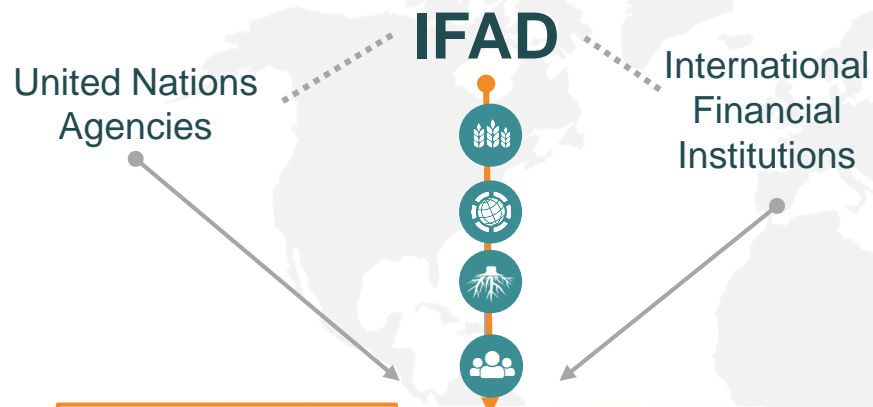 IFAD
United Nations
Agencies
International
Financial
Institutions